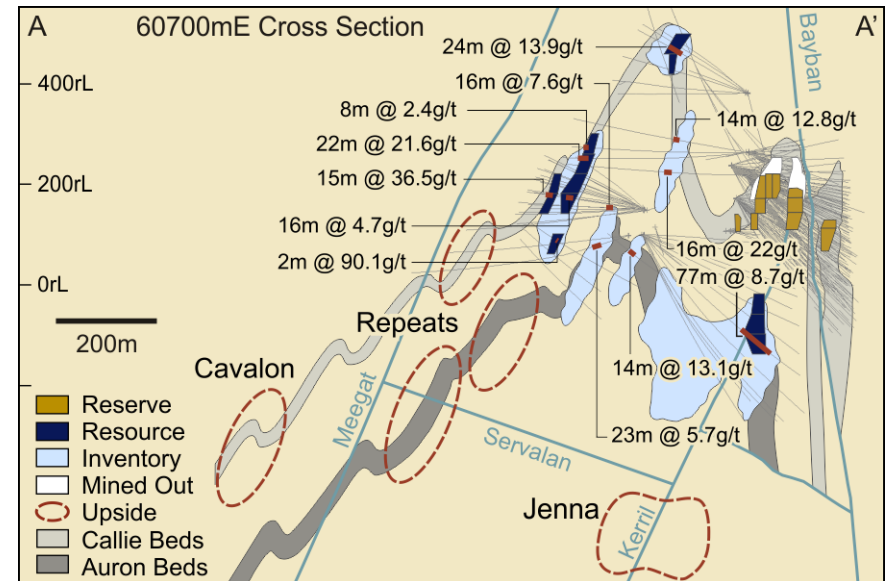 A
60700mE Cross Section
A'
Bayban
24m @ 13.9g/t
16m @ 7.6g/t
400rL
8m @ 2.4g/t
14m @ 12.8g/t
22m @ 21.6g/t
200rL
15m @ 36.5g/t
16m @ 4.7g/t
16m @ 22g/t
2m @ 90.1g/t
77m @ 8.7g/t
0rL
Repeats
200m
Cavalon
14m @ 13.1g/t
Meegat
Servalan
23m @ 5.7g/t
Jenna
Kerril
Reserve
Resource
Inventory
Mined Out
Upside
Callie Beds
Auron Beds